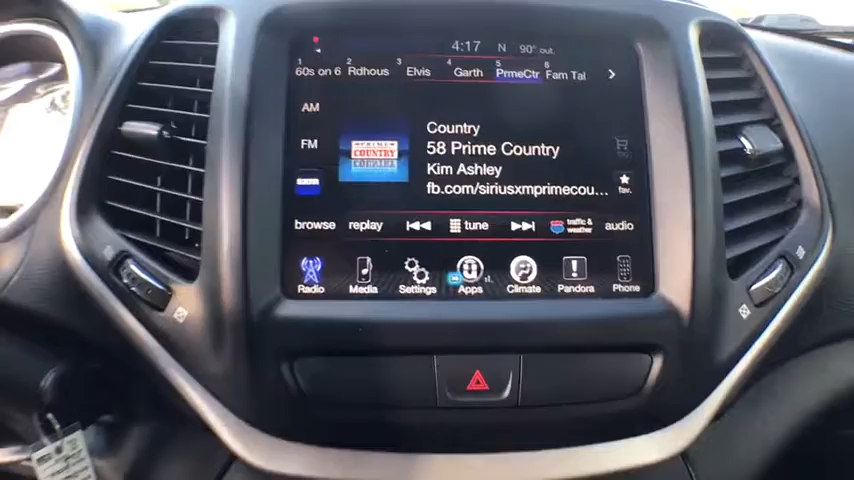 4:17 N 90° out
1 2 3 4 5 6
60s on 6 RdHous Elvis Garth PrmeCtr Fam Tal
AM
Country
FM
PRIME
COUNTRY
58 Prime Country
Kim Ashley
fb.com/siriusxmprimecou...
fav
browse replay tune traffic & weather audio
Radio Media Settings Apps Climate Pandora Phone